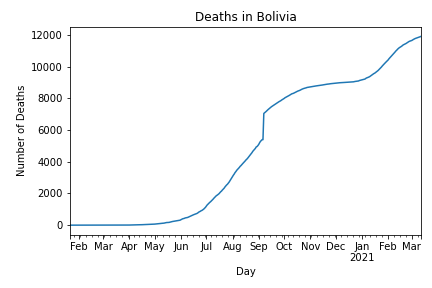 Deaths in Bolivia
12000
10000
8000
6000
4000
2000
0
Number of Deaths
Feb Mar Apr May Jun Jul Aug Sep Oct Nov Dec Jan Feb Mar
2021
Day